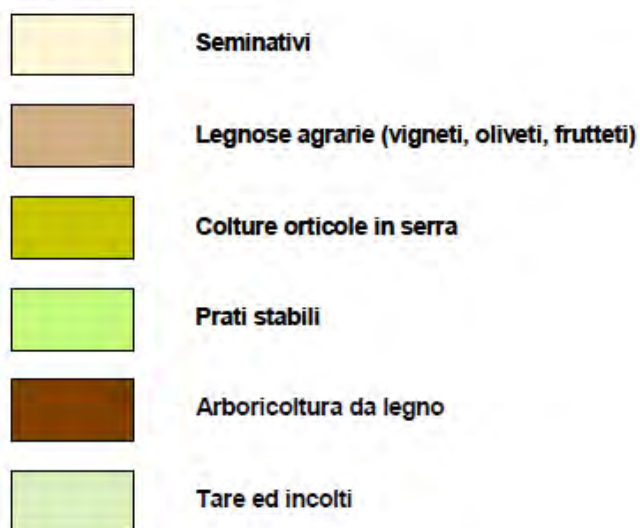 Seminativi
Legnose agrarie (vigneti, oliveti, frutteti)
Colture orticole in serra
Prati stabili
Arboricoltura da legno
Tare ed incolti